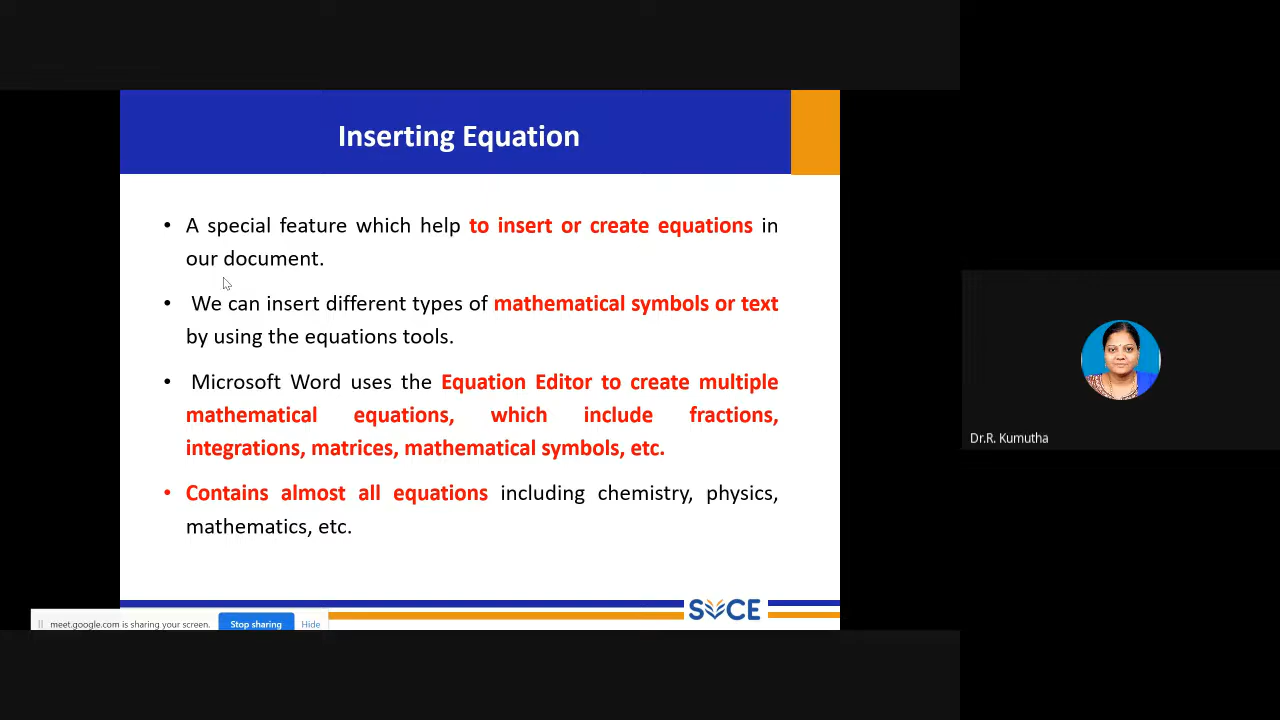 Inserting Equation
• A special feature which help to insert or create equations in
our document.
• We can insert different types of mathematical symbols or text
by using the equations tools.
• Microsoft Word uses the Equation Editor to create multiple
mathematical equations, which include fractions,
integrations, matrices, mathematical symbols, etc.
• Contains almost all equations including chemistry, physics,
mathematics, etc.
SVCE
meet.google.com is sharing your screen. Stop sharing Hide
Dr.R. Kumutha